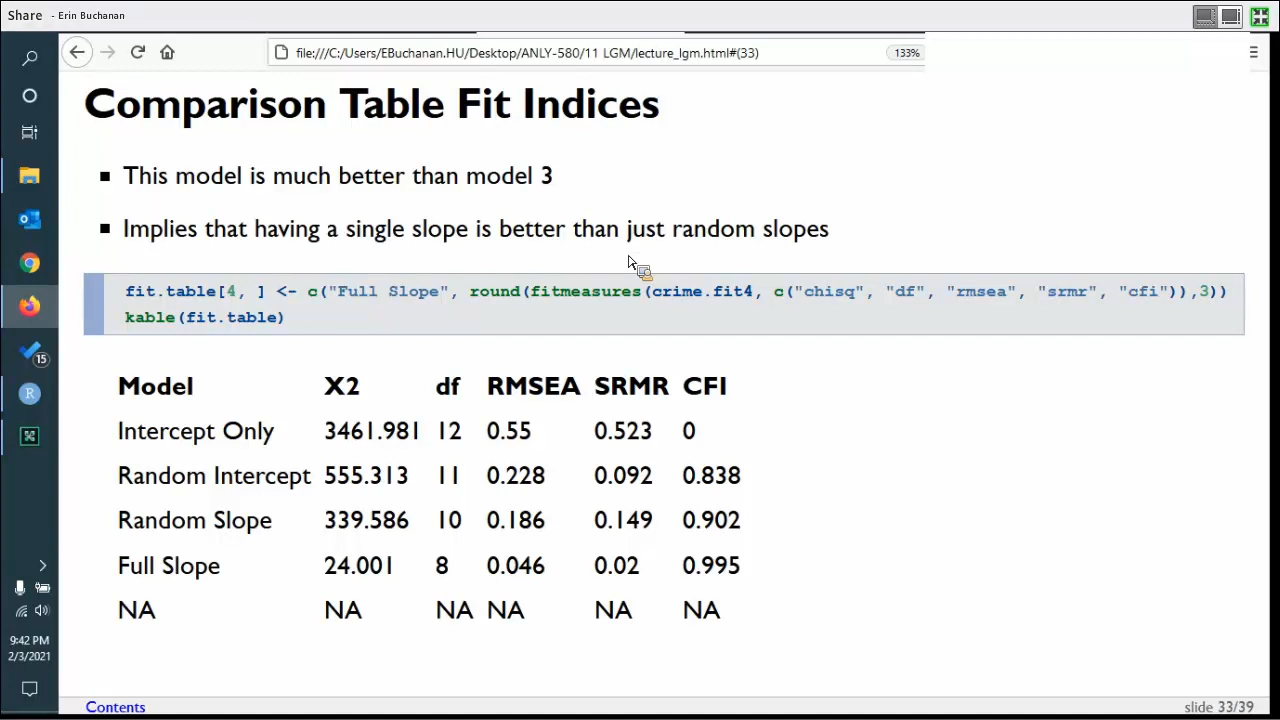 Share - Erin Buchanan
file:///C:/Users/EBuchanan.HU/Desktop/ANLY-580/11 LGM/lecture_lgm.html#(33)
133%
Comparison Table Fit Indices
This model is much better than model 3
Implies that having a single slope is better than just random slopes
fit.table[4, ] <- c("Full Slope", round(fitmeasures(crime.fit4, c("chisq", "df", "rmsea", "srmr", "cfi")),3))
kable(fit.table)
Model X2 df RMSEA SRMR CFI
Intercept Only 3461.981 12 0.55 0.523 0
Random Intercept 555.313 11 0.228 0.092 0.838
Random Slope 339.586 10 0.186 0.149 0.902
Full Slope 24.001 8 0.046 0.02 0.995
NA NA NA NA NA NA
15
R
9:42 PM
2/3/2021
Contents
slide 33/39